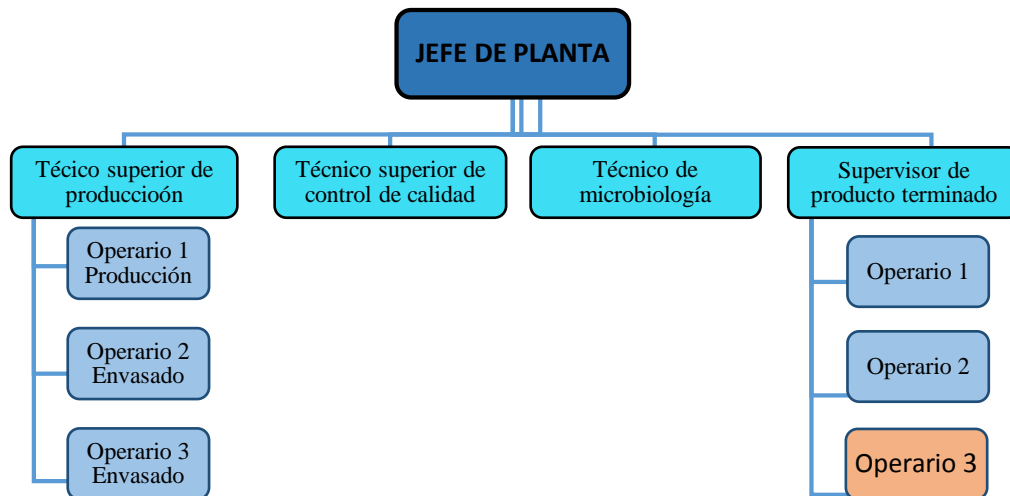 JEFE DE PLANTA
Técico superior de
produccioón
Técnico superior de
control de calidad
Técnico de
microbiología
Supervisor de
producto terminado
Operario 1
Producción
Operario 2
Envasado
Operario 3
Envasado
Operario 1
Operario 2
Operario 3